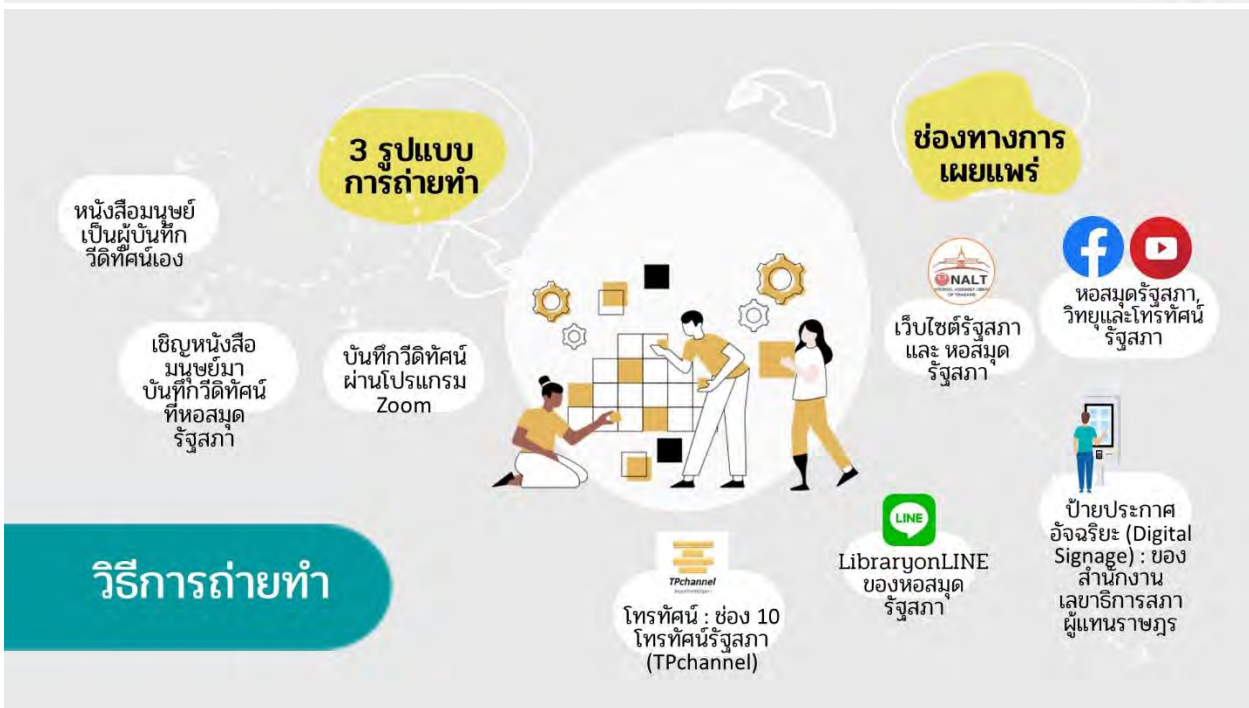 3 รูปแบบ
การถ่ายทำ
หนังสือมนุษย์
เป็นผู้บันทึก
วีดิทัศน์เอง
เชิญหนังสือ
มนุษย์มา
บันทึกวีดิทัศน์
ที่หอสมุด
รัฐสภา
บันทึกวีดิทัศน์
ผ่านโปรแกรม
Zoom
ช่องทางการ
เผยแพร่
NALT
เว็บไซต์รัฐสภา
และ หอสมุด
รัฐสภา
หอสมุดรัฐสภา,
วิทยุและโทรทัศน์
รัฐสภา
ป้ายประกาศ
อัจฉริยะ (Digital
Signage) : ของ
สำนักงาน
เลขาธิการสภา
ผู้แทนราษฎร
LINE
LibraryonLINE
ของหอสมุด
รัฐสภา
TPchannel
โทรทัศน์ : ช่อง 10
โทรทัศน์รัฐสภา
(TPchannel)
วิธีการถ่ายทำ